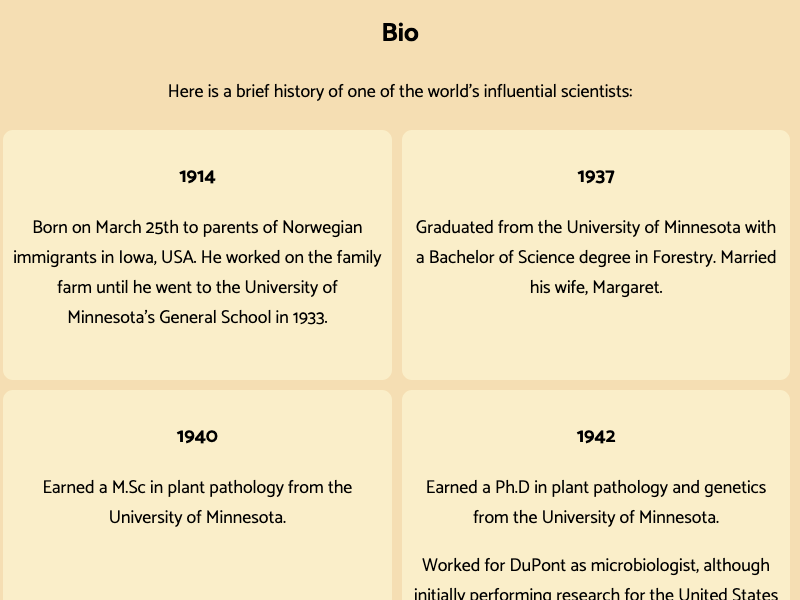 Bio
Here is a brief history of one of the world's influential scientists:
1914
Born on March 25th to parents of Norwegian
immigrants in Iowa, USA. He worked on the family
farm until he went to the University of
Minnesota's General School in 1933.
1937
Graduated from the University of Minnesota with
a Bachelor of Science degree in Forestry. Married
his wife, Margaret.
1940
Earned a M.Sc in plant pathology from the
University of Minnesota.
1942
Earned a Ph.D in plant pathology and genetics
from the University of Minnesota.
Worked for DuPont as microbiologist, although
initially performing research for the United States